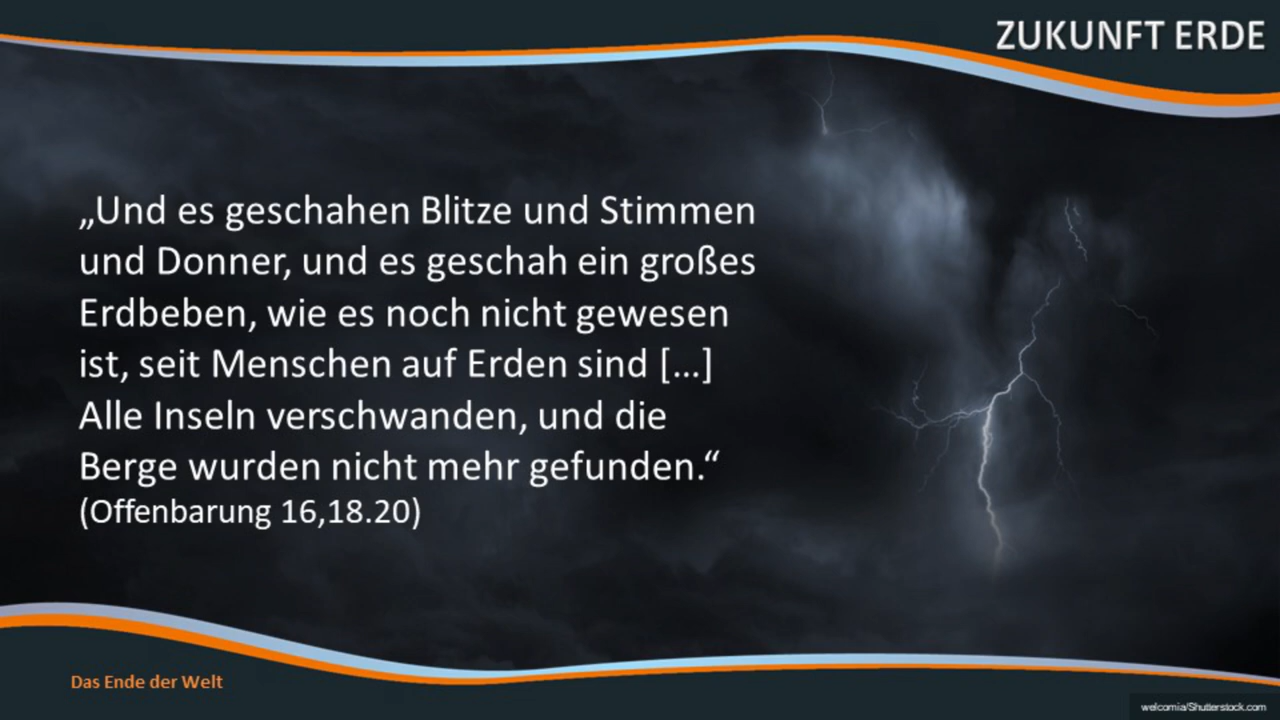 ZUKUNFT ERDE
„Und es geschahen Blitze und Stimmen
und Donner, und es geschah ein großes
Erdbeben, wie es noch nicht gewesen
ist, seit Menschen auf Erden sind [...]
Alle Inseln verschwanden, und die
Berge wurden nicht mehr gefunden.“
(Offenbarung 16,18.20)
Das Ende der Welt
welcomia/Shutterstock.com